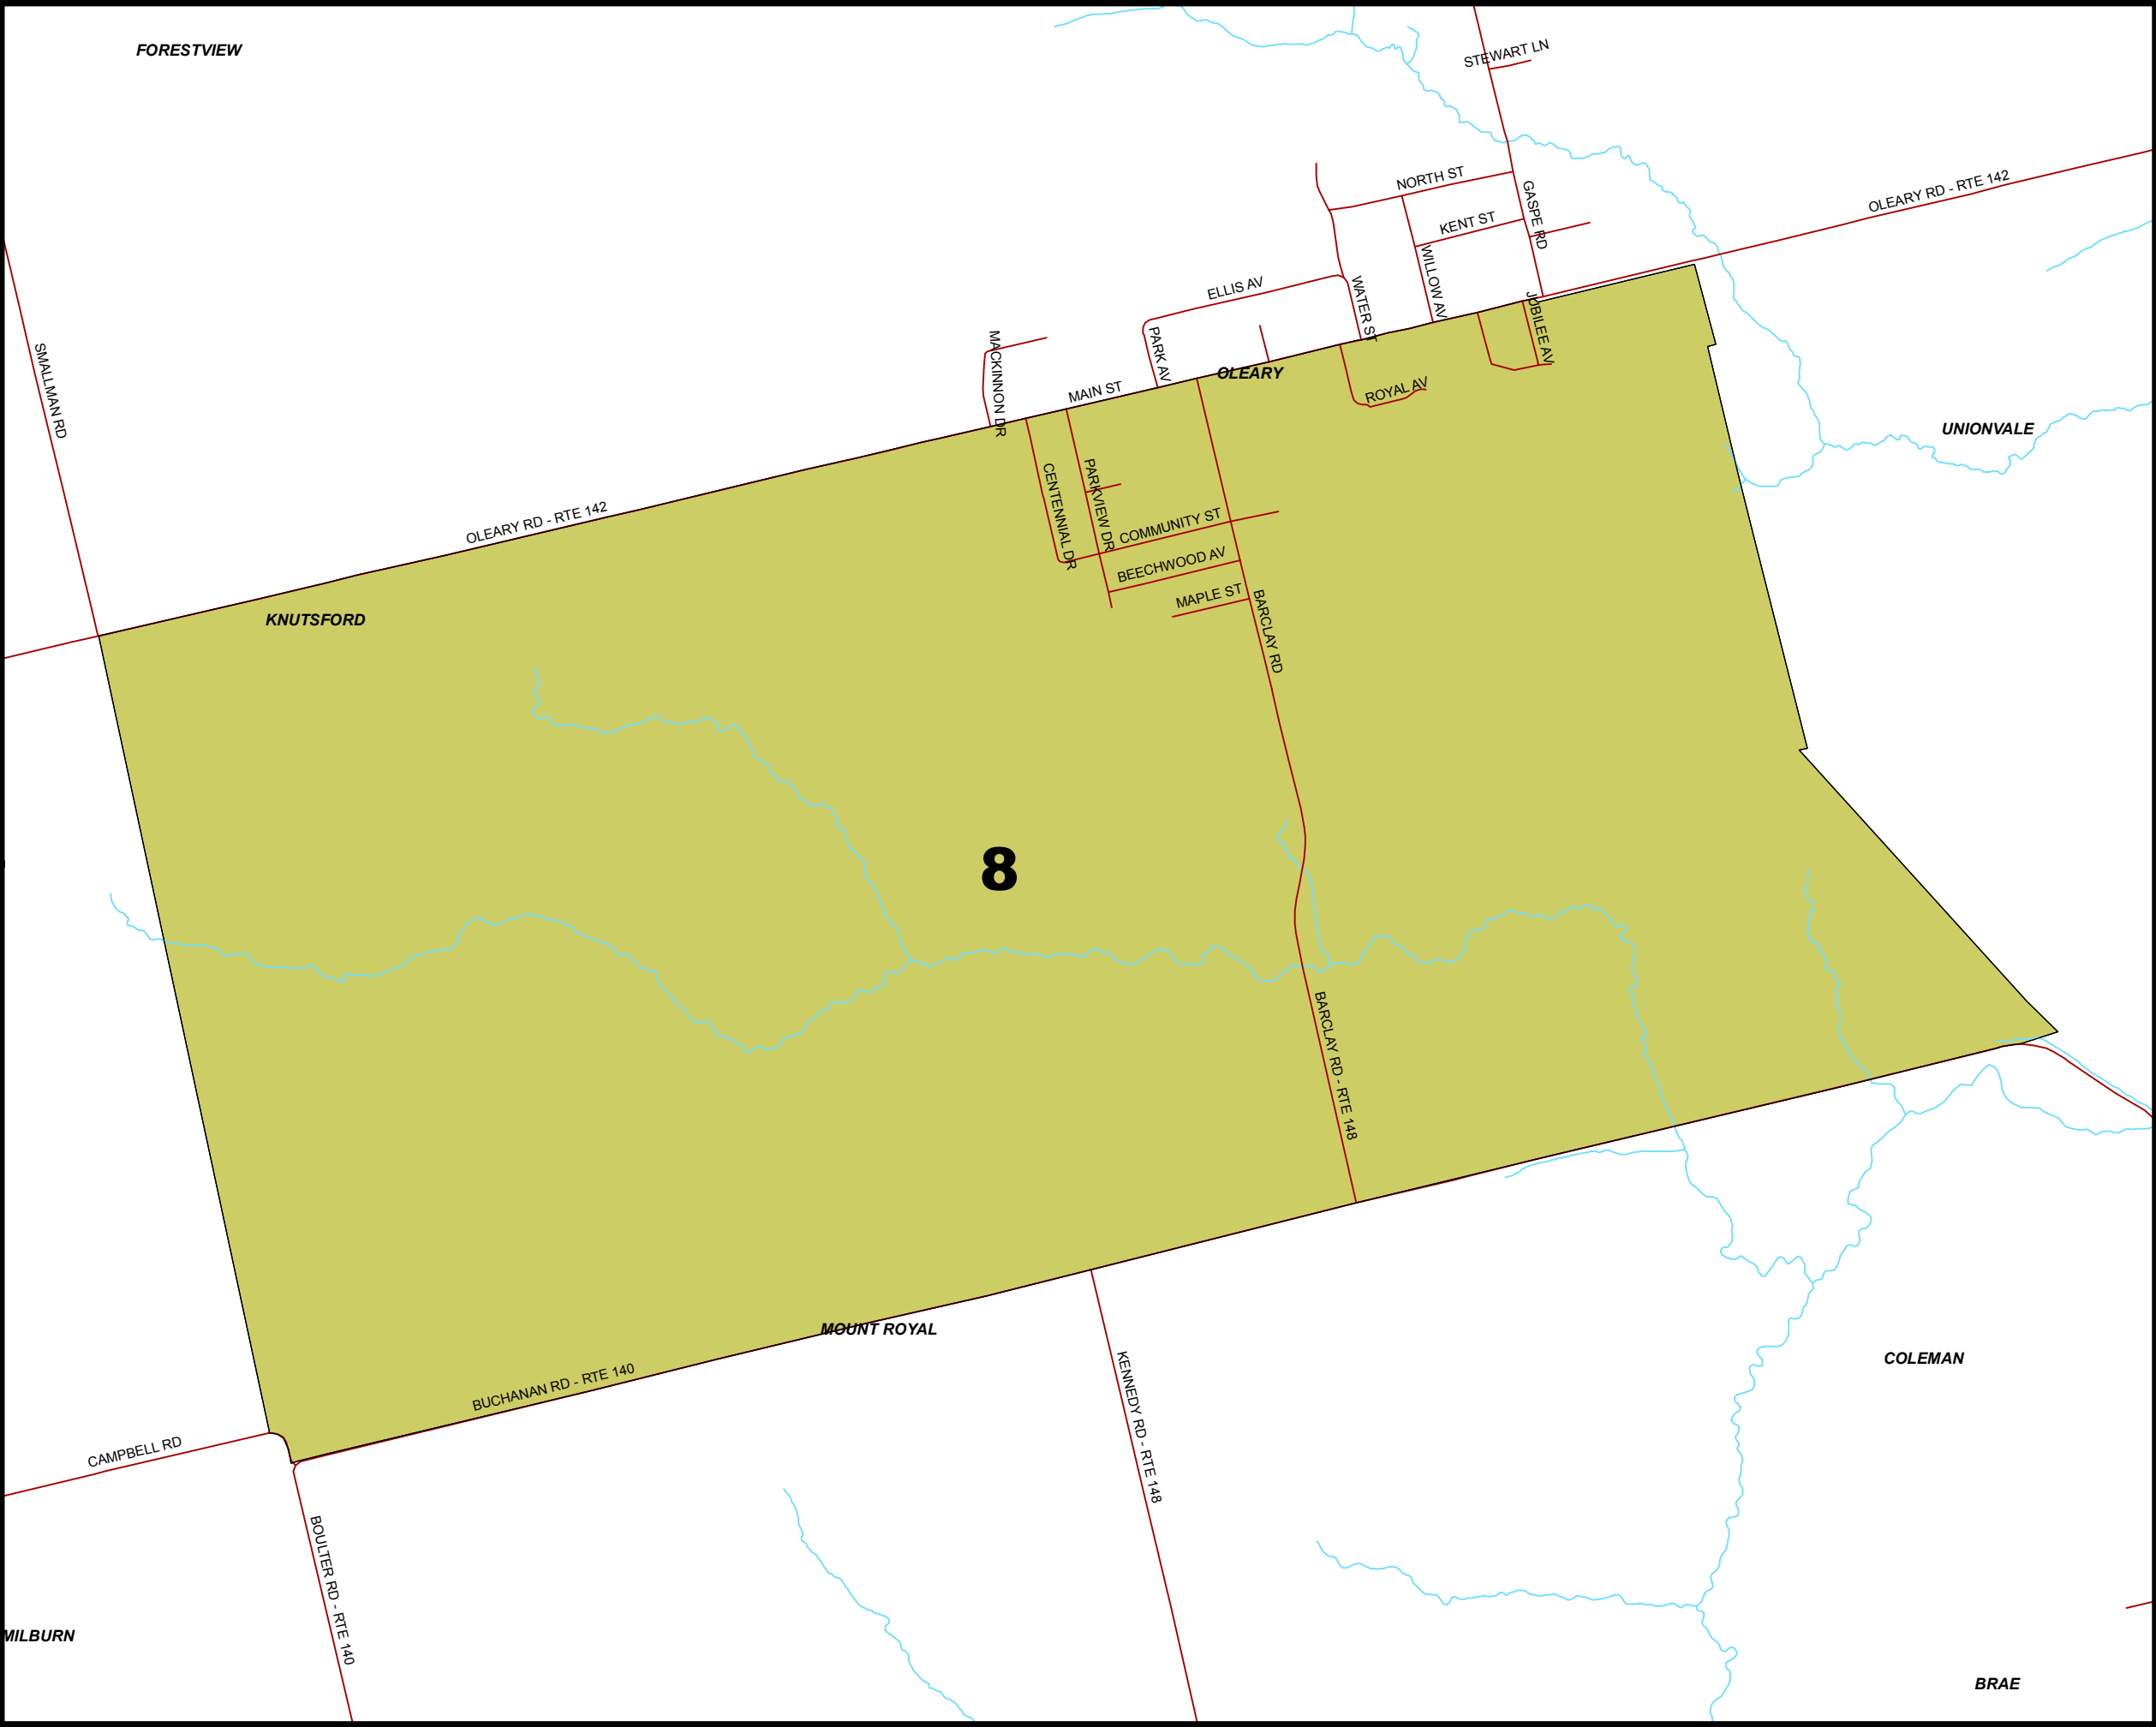 FORESTVIEW
STEWART LN
NORTH ST
KENT ST
GASPE RD
OLEARY RD - RTE 142
WILLOW AV
ELLIS AV
WATER ST
JUBILEE AV
MACKINNON DR
PARK AV
SMALLMAN RD
MAIN ST
OLEARY
ROYAL AV
UNIONVALE
CENTENNIAL DR
PARKVIEW DR
OLEARY RD - RTE 142
COMMUNITY ST
BEECHWOOD AV
MAPLE ST
KNUTSFORD
BARCLAY RD
8
BARCLAY RD - RTE 148
MOUNT ROYAL
BUCHANAN RD - RTE 140
COLEMAN
KENNEDY RD - RTE 148
CAMPBELL RD
BOULTER RD - RTE 140
MILBURN
BRAE